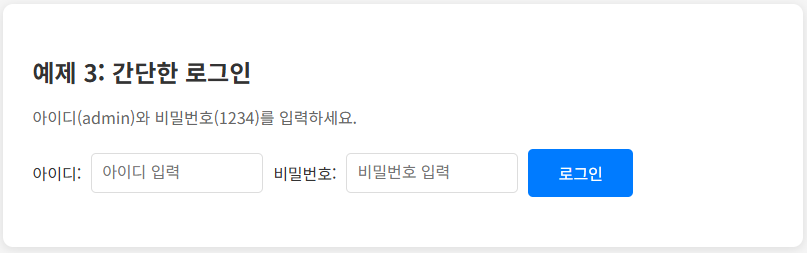 예제 3: 간단한 로그인
아이디(admin)와 비밀번호(1234)를 입력하세요.
아이디: 아이디 입력 비밀번호: 비밀번호 입력 로그인